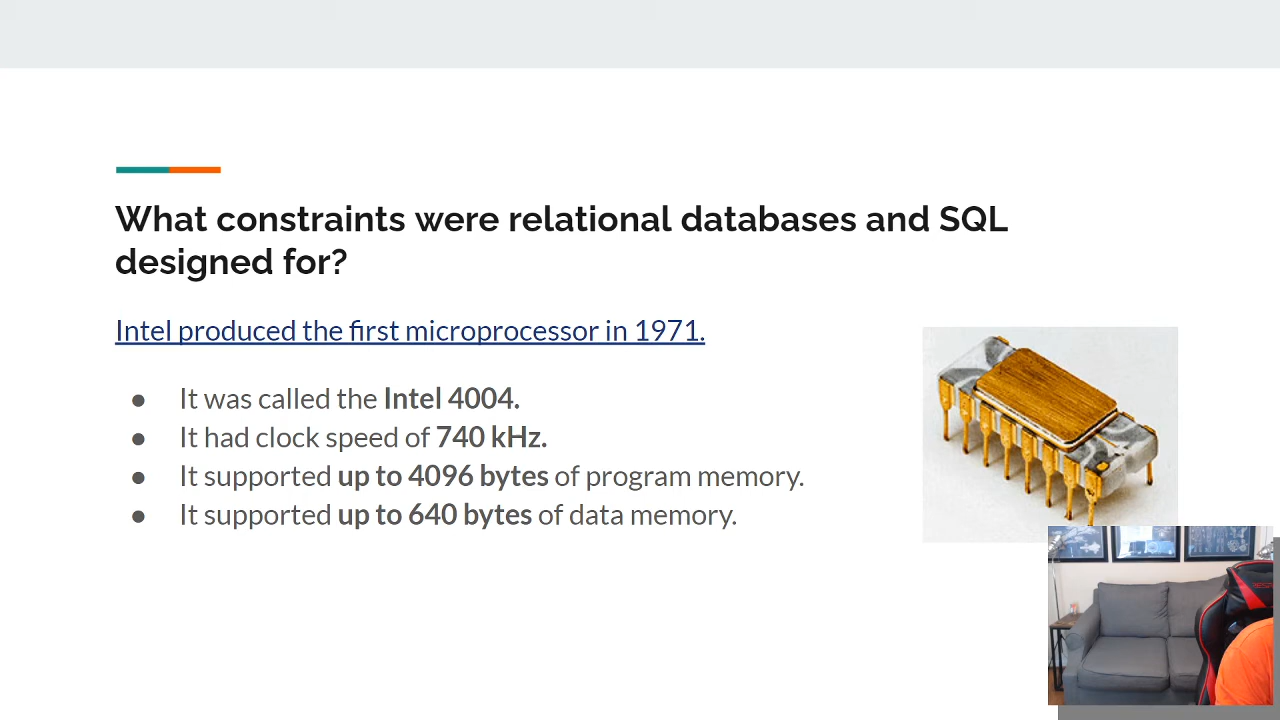 What constraints were relational databases and SQL
designed for?
Intel produced the first microprocessor in 1971.
● It was called the Intel 4004.
● It had clock speed of 740 kHz.
● It supported up to 4096 bytes of program memory.
● It supported up to 640 bytes of data memory.